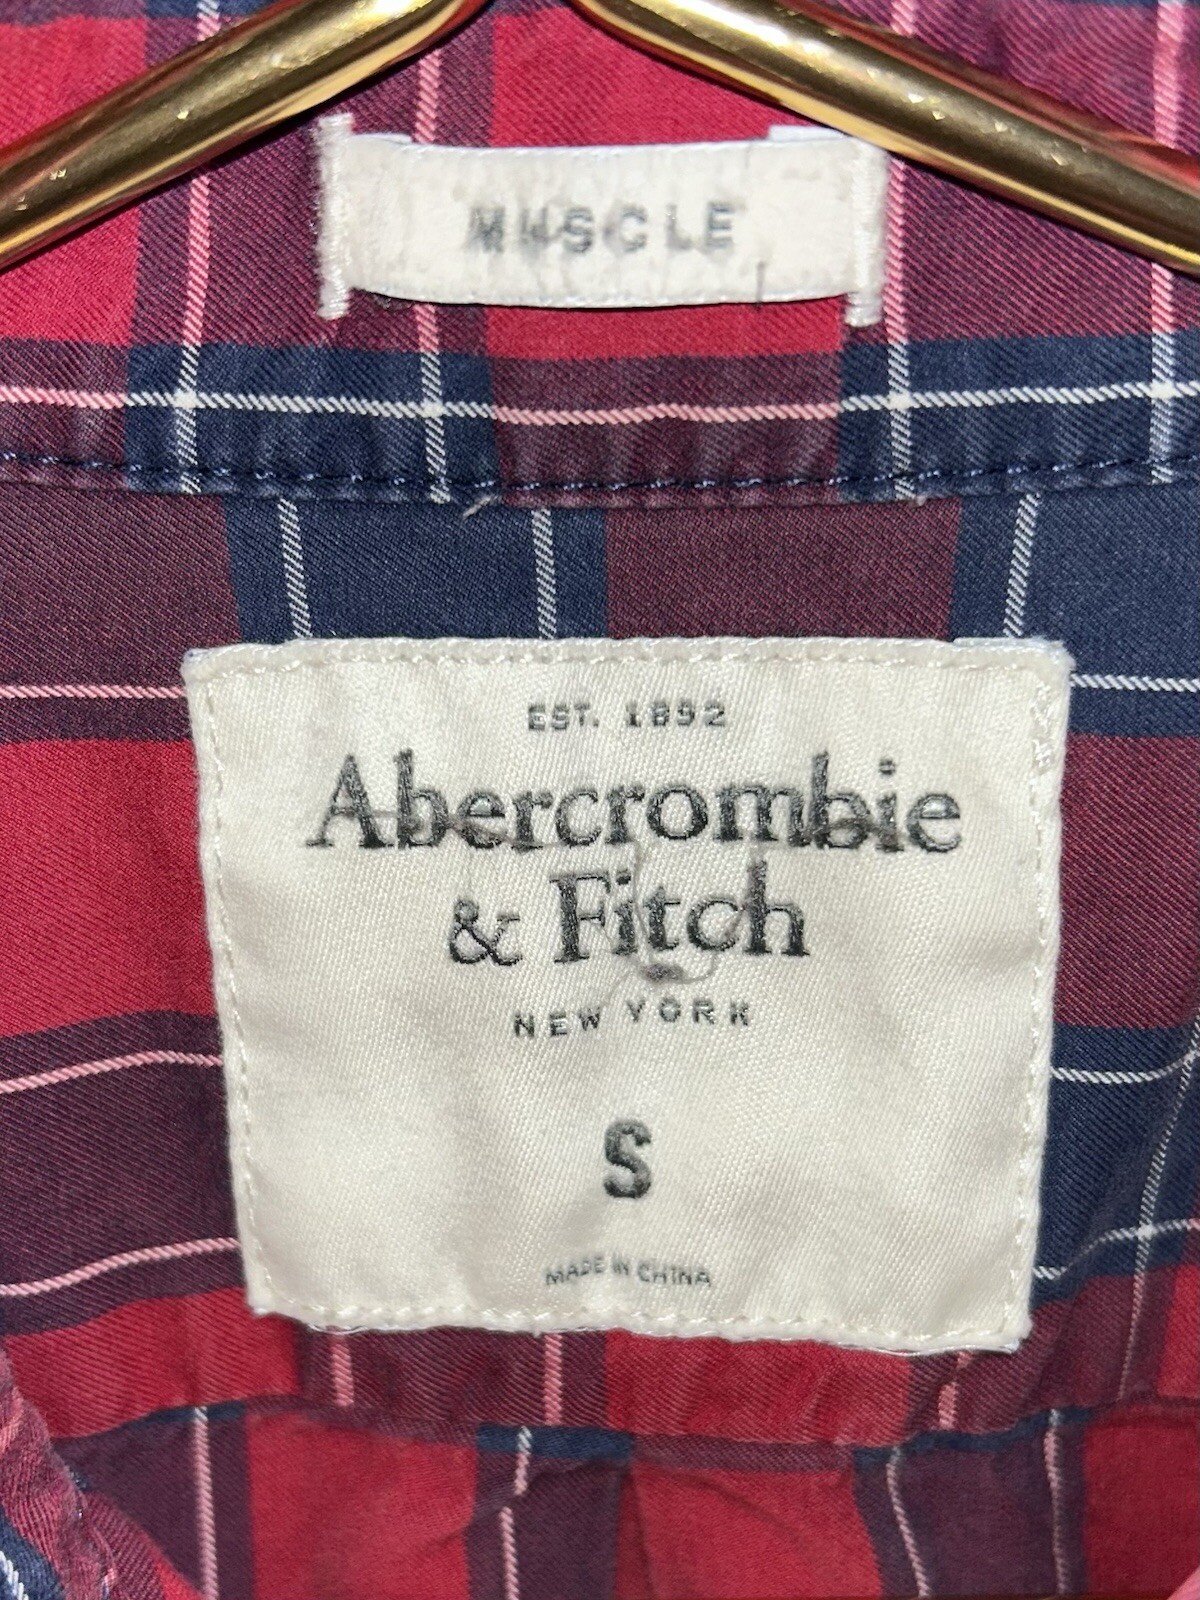 MUSCLE
EST. 1892
Abercrombie
& Fitch
NEW YORK
S
MADE IN CHINA